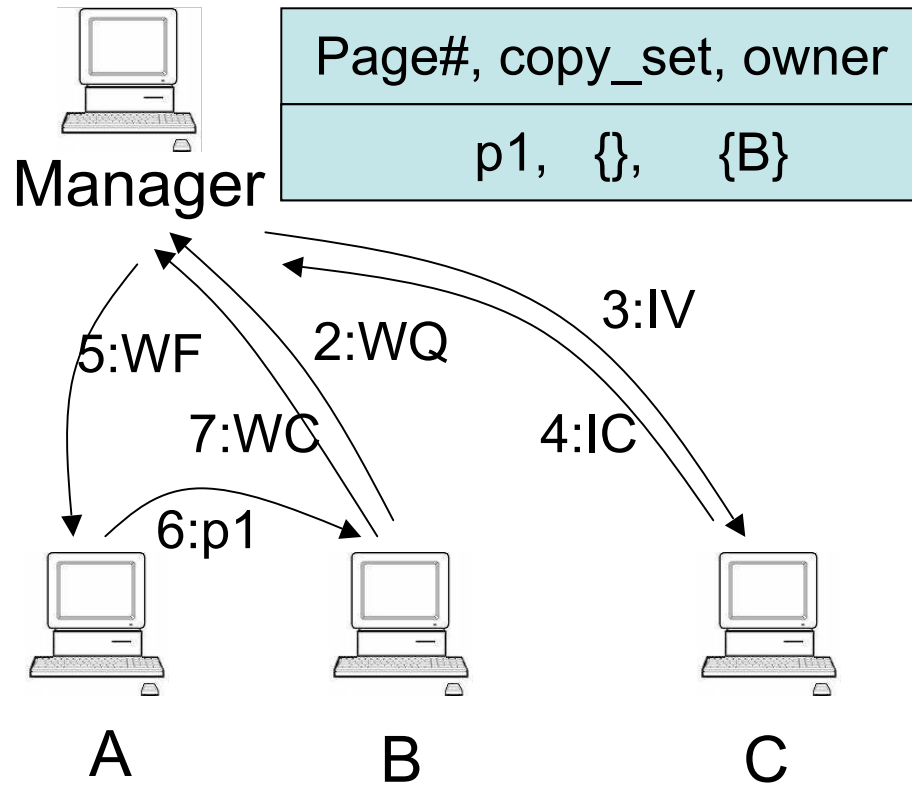 Page#, copy_set, owner
p1, {}, {B}
Manager
3:IV
5:WF
2:WQ
7:WC
4:IC
6:p1
A
B
C